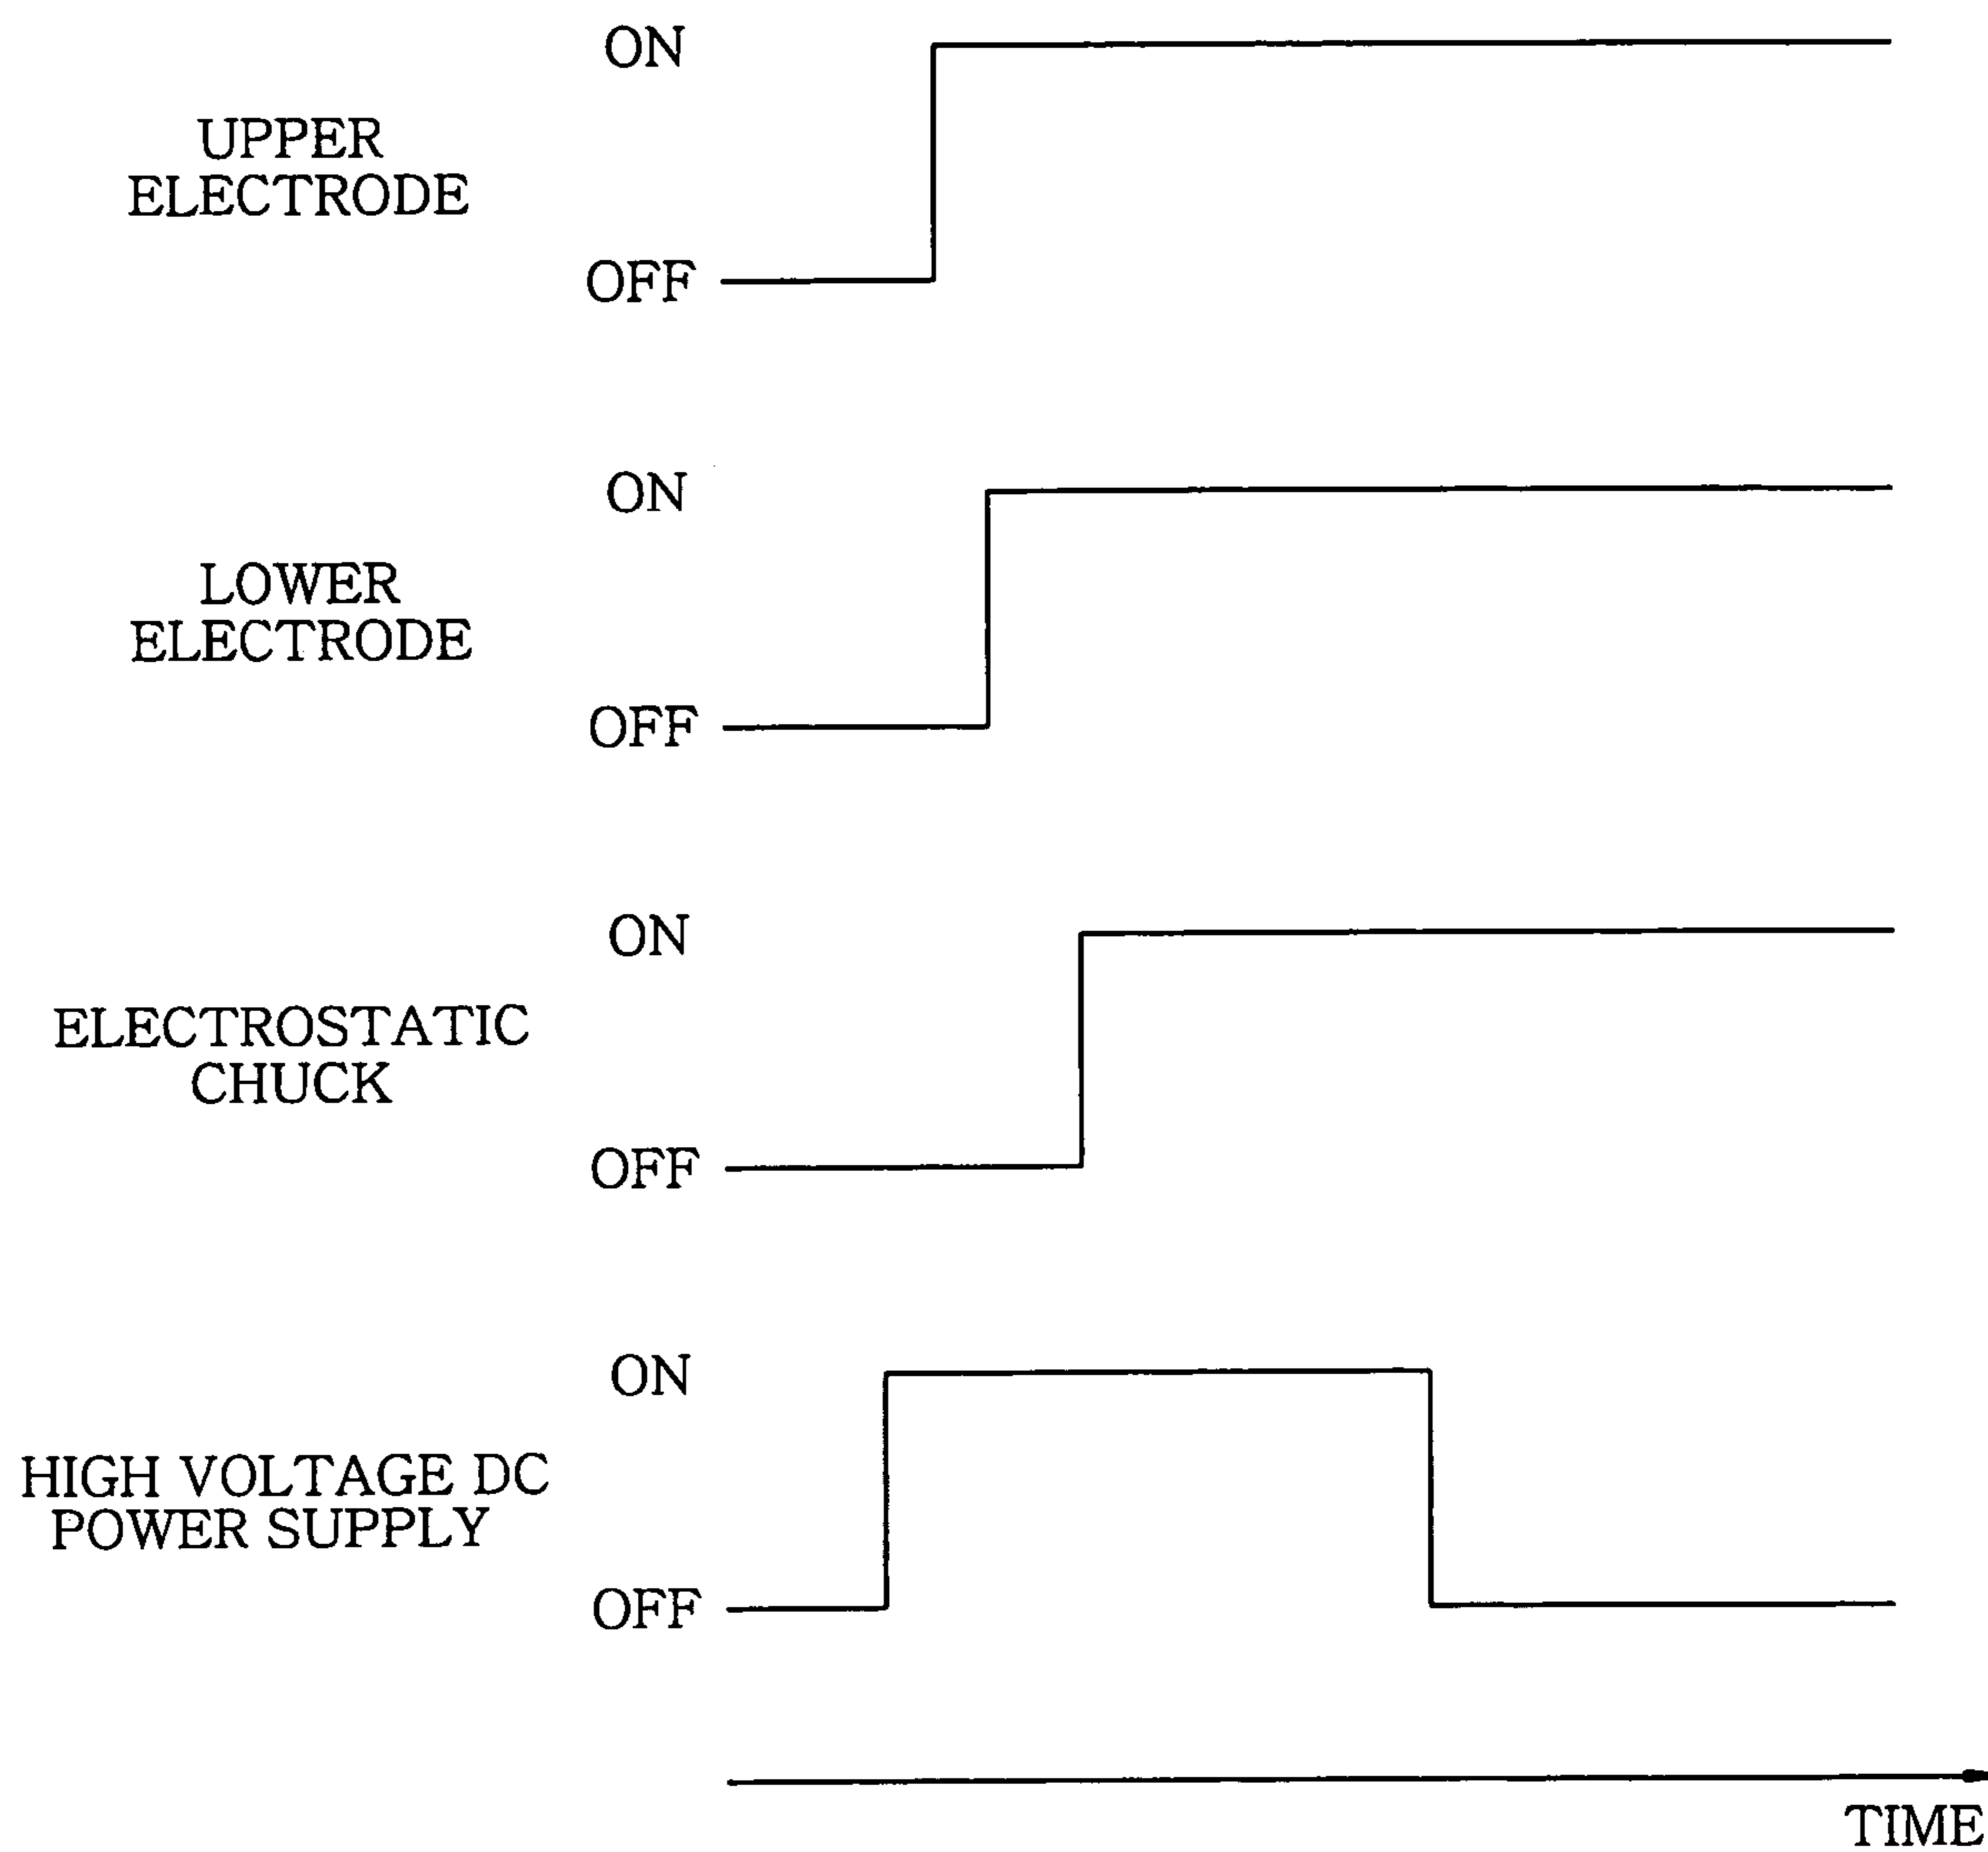 ON
UPPER
ELECTRODE
OFF
ON
LOWER
ELECTRODE
OFF
ON
ELECTROSTATIC
CHUCK
OFF
ON
HIGH VOLTAGE DC
POWER SUPPLY
OFF
TIME